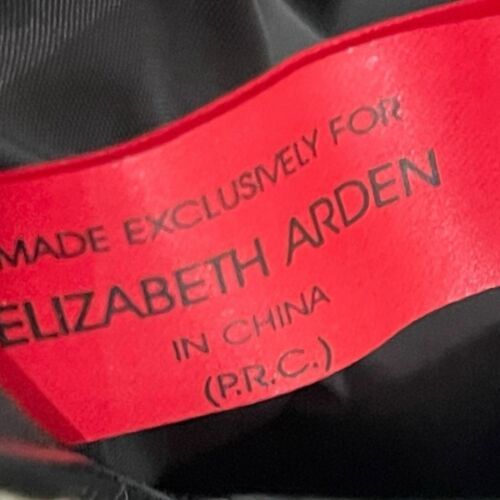 MADE EXCLUSIVELY FOR
ELIZABETH ARDEN
IN CHINA
(P.R.C.)